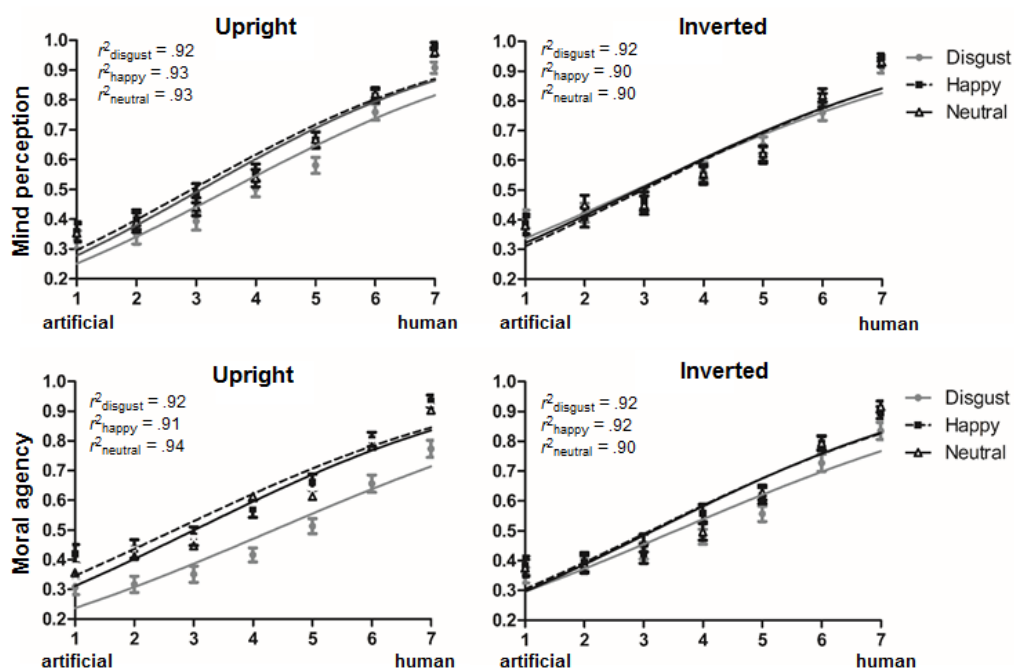 Upright
r²disgust = .92
r²happy = .93
r²neutral = .93
Mind perception
1.0
0.9
0.8
0.7
0.6
0.5
0.4
0.3
0.2
1 2 3 4 5 6 7
artificial human
Inverted
r²disgust = .92
r²happy = .90
r²neutral = .90
1.0
0.9
0.8
0.7
0.6
0.5
0.4
0.3
0.2
1 2 3 4 5 6 7
artificial human
Disgust
Happy
Neutral
Upright
r²disgust = .92
r²happy = .91
r²neutral = .94
Moral agency
1.0
0.9
0.8
0.7
0.6
0.5
0.4
0.3
0.2
1 2 3 4 5 6 7
artificial human
Inverted
r²disgust = .92
r²happy = .92
r²neutral = .90
1.0
0.9
0.8
0.7
0.6
0.5
0.4
0.3
0.2
1 2 3 4 5 6 7
artificial human
Disgust
Happy
Neutral